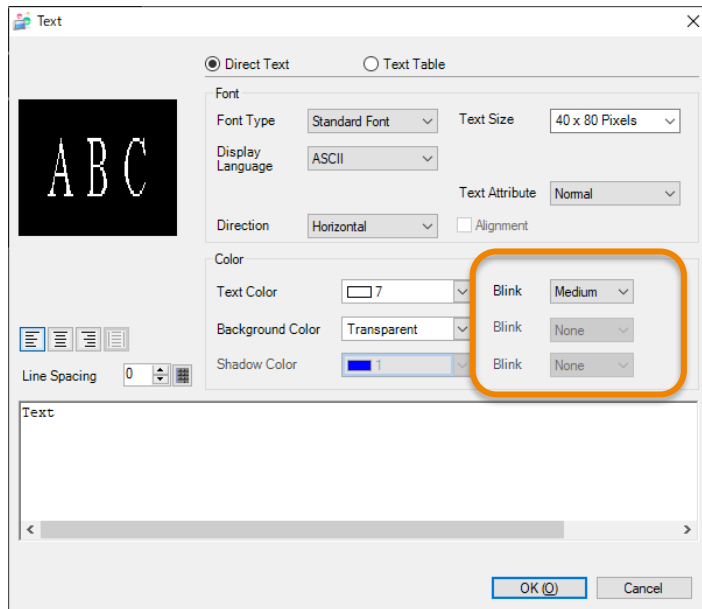 Text
Direct Text Text Table
Font
Font Type Standard Font Text Size 40 x 80 Pixels
Display Language ASCII
Text Attribute Normal
Direction Horizontal Alignment
ABC
Color
Text Color 7 Blink Medium
Background Color Transparent Blink None
Shadow Color 1 Blink None
Line Spacing 0
Text
OK (O) Cancel